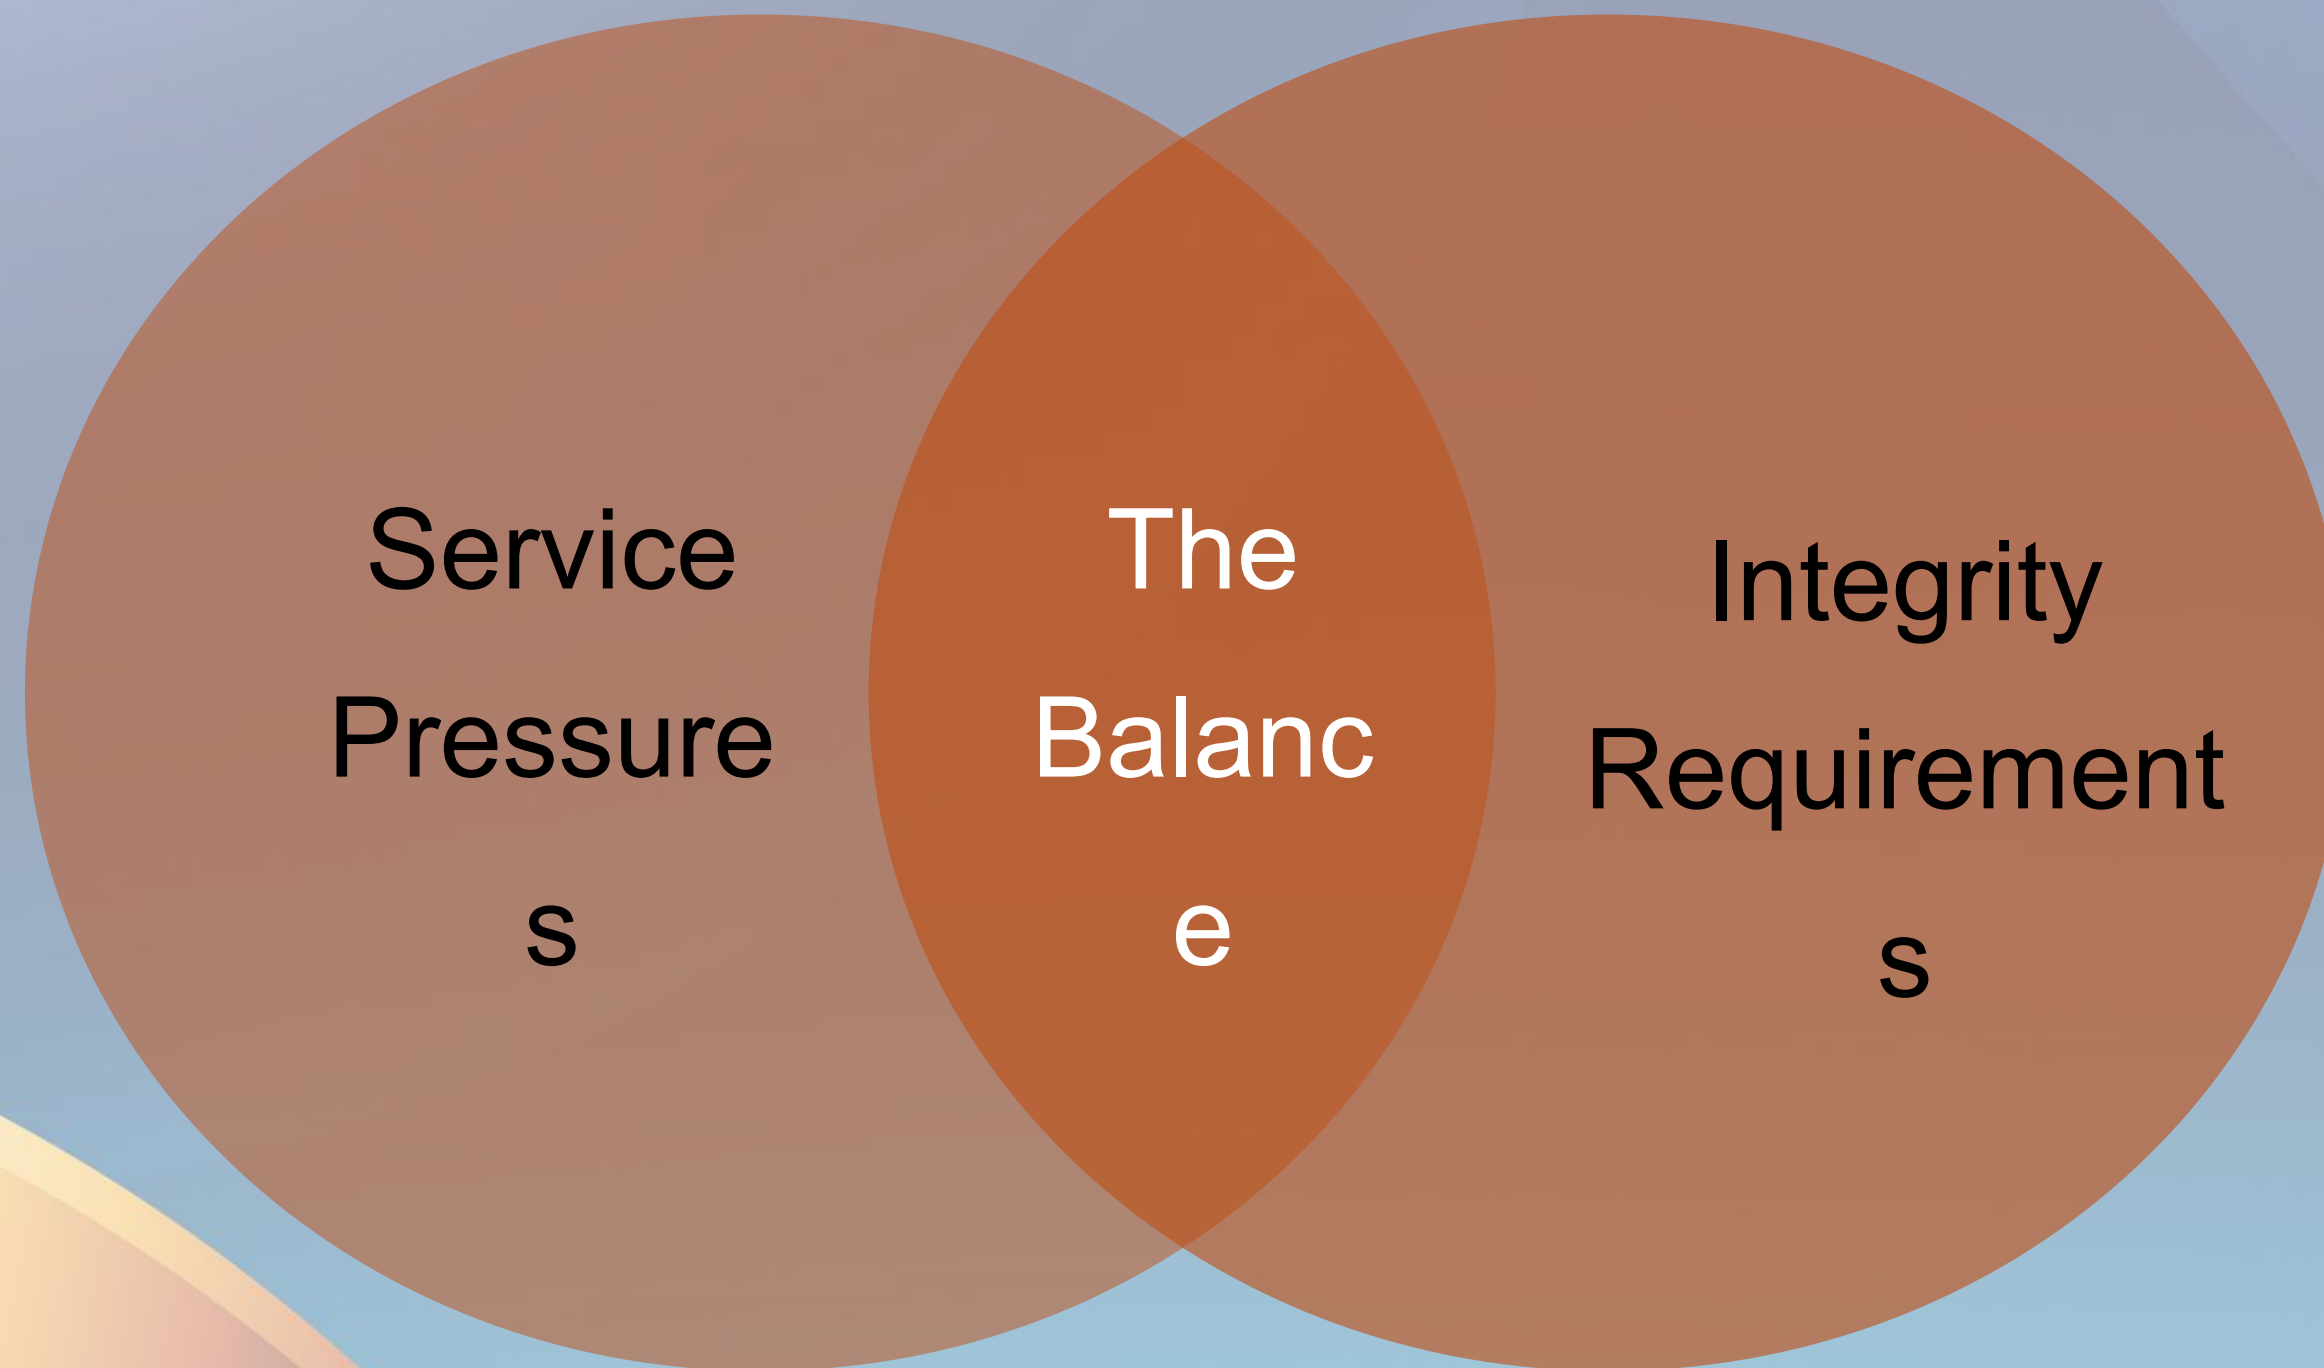 Service
Pressure
s
The
Balanc
e
Integrity
Requirement
s